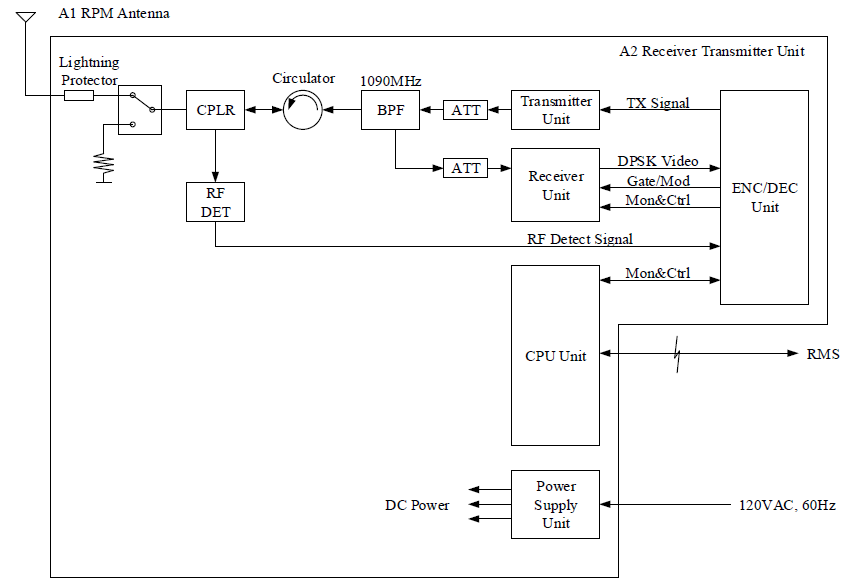 A1 RPM Antenna
A2 Receiver Transmitter Unit
Lightning
Protector
Circulator
1090MHz
CPLR
BPF
ATT
Transmitter
Unit
TX Signal
ATT
Receiver
Unit
DPSK Video
Gate/Mod
Mon&Ctrl
ENC/DEC
Unit
RF
DET
RF Detect Signal
Mon&Ctrl
CPU Unit
RMS
DC Power
Power
Supply
Unit
120VAC, 60Hz